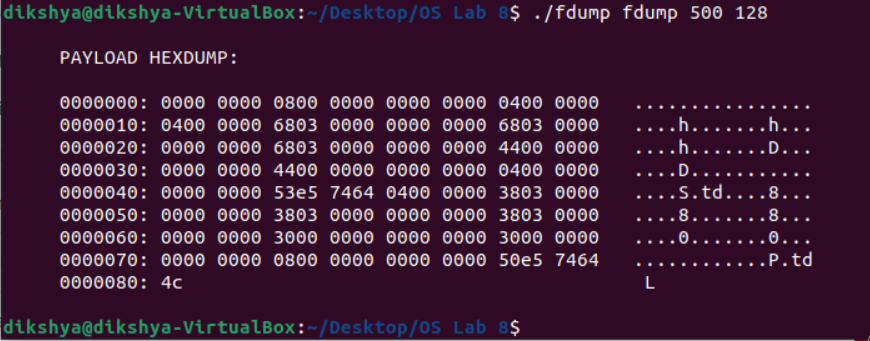 dikshya@dikshya-VirtualBox:~/Desktop/OS Lab 8$ ./fdump fdump 500 128
PAYLOAD HEXDUMP:
0000000: 0000 0000 0800 0000 0000 0000 0400 0000   ................
0000010: 0400 0000 6803 0000 0000 0000 6803 0000   ....h.......h...
0000020: 0000 0000 6803 0000 0000 0000 4400 0000   ....h.......D...
0000030: 0000 0000 4400 0000 0000 0000 0400 0000   ....D...........
0000040: 0000 0000 53e5 7464 0400 0000 3803 0000   ....S.td....8...
0000050: 0000 0000 3803 0000 0000 0000 3803 0000   ....8.......8...
0000060: 0000 0000 3000 0000 0000 0000 3000 0000   ....0.......0...
0000070: 0000 0000 0800 0000 0000 0000 50e5 7464   ............P.td
0000080: 4c                                         L
dikshya@dikshya-VirtualBox:~/Desktop/OS Lab 8$